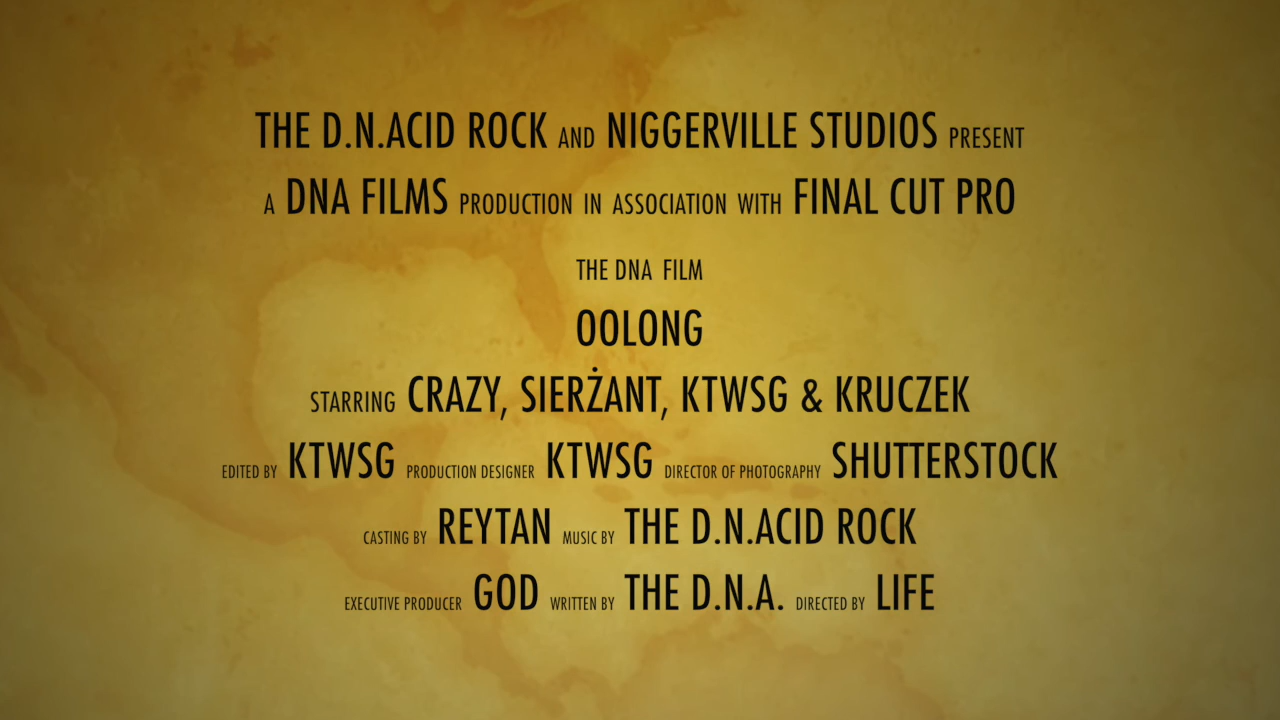 THE D.N.ACID ROCK AND NIGGERVILLE STUDIOS PRESENT
A DNA FILMS PRODUCTION IN ASSOCIATION WITH FINAL CUT PRO
THE DNA FILM
OOLONG
STARRING CRAZY, SIERŻANT, KTWSG & KRUCZEK
EDITED BY KTWSG PRODUCTION DESIGNER KTWSG DIRECTOR OF PHOTOGRAPHY SHUTTERSTOCK
CASTING BY REYTAN MUSIC BY THE D.N.ACID ROCK
EXECUTIVE PRODUCER GOD WRITTEN BY THE D.N.A. DIRECTED BY LIFE